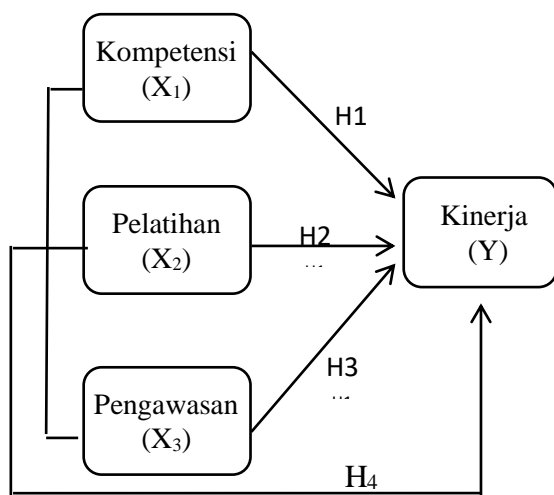 Kompetensi
(X₁)
H1
Pelatihan
(X₂)
H2
Kinerja
(Y)
H3
Pengawasan
(X₃)
H₄